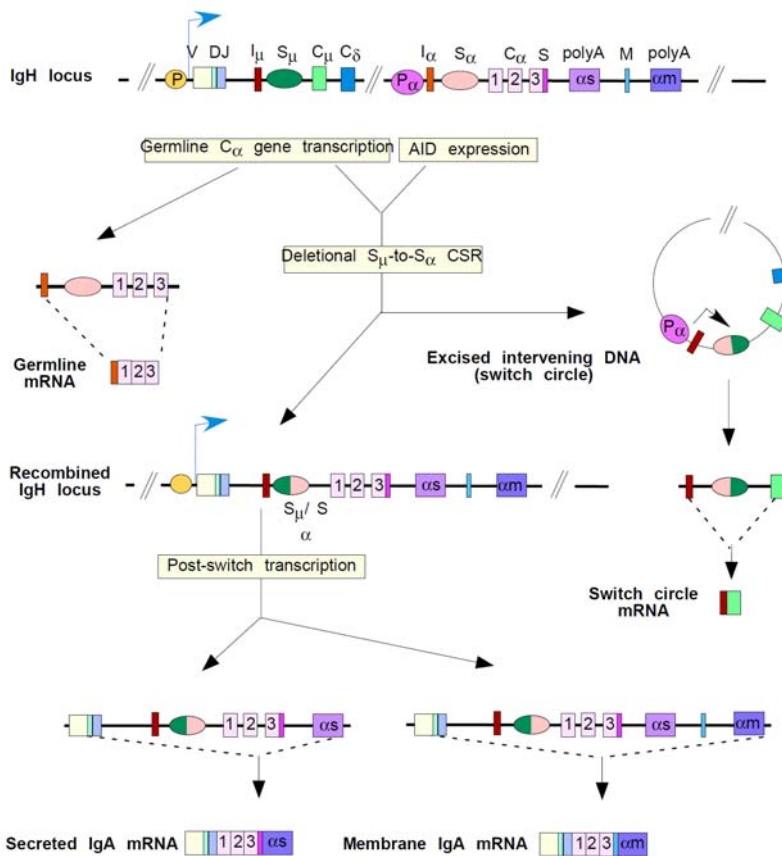 V DJ Iμ Sμ Cμ Cδ Iα Sα Cα S polyA M polyA
IgH locus
P Pα 1 2 3 αs αm
Germline Cα gene transcription AID expression
Deletional Sμ-to-Sα CSR
1 2 3
Pα
Germline
mRNA
1 2 3
Excised intervening DNA
(switch circle)
Recombined
IgH locus
1 2 3 αs αm
Sμ/ S
α
Post-switch transcription
Switch circle
mRNA
1 2 3 αs
1 2 3 αs αm
Secreted IgA mRNA 1 2 3 αs
Membrane IgA mRNA 1 2 3 αm